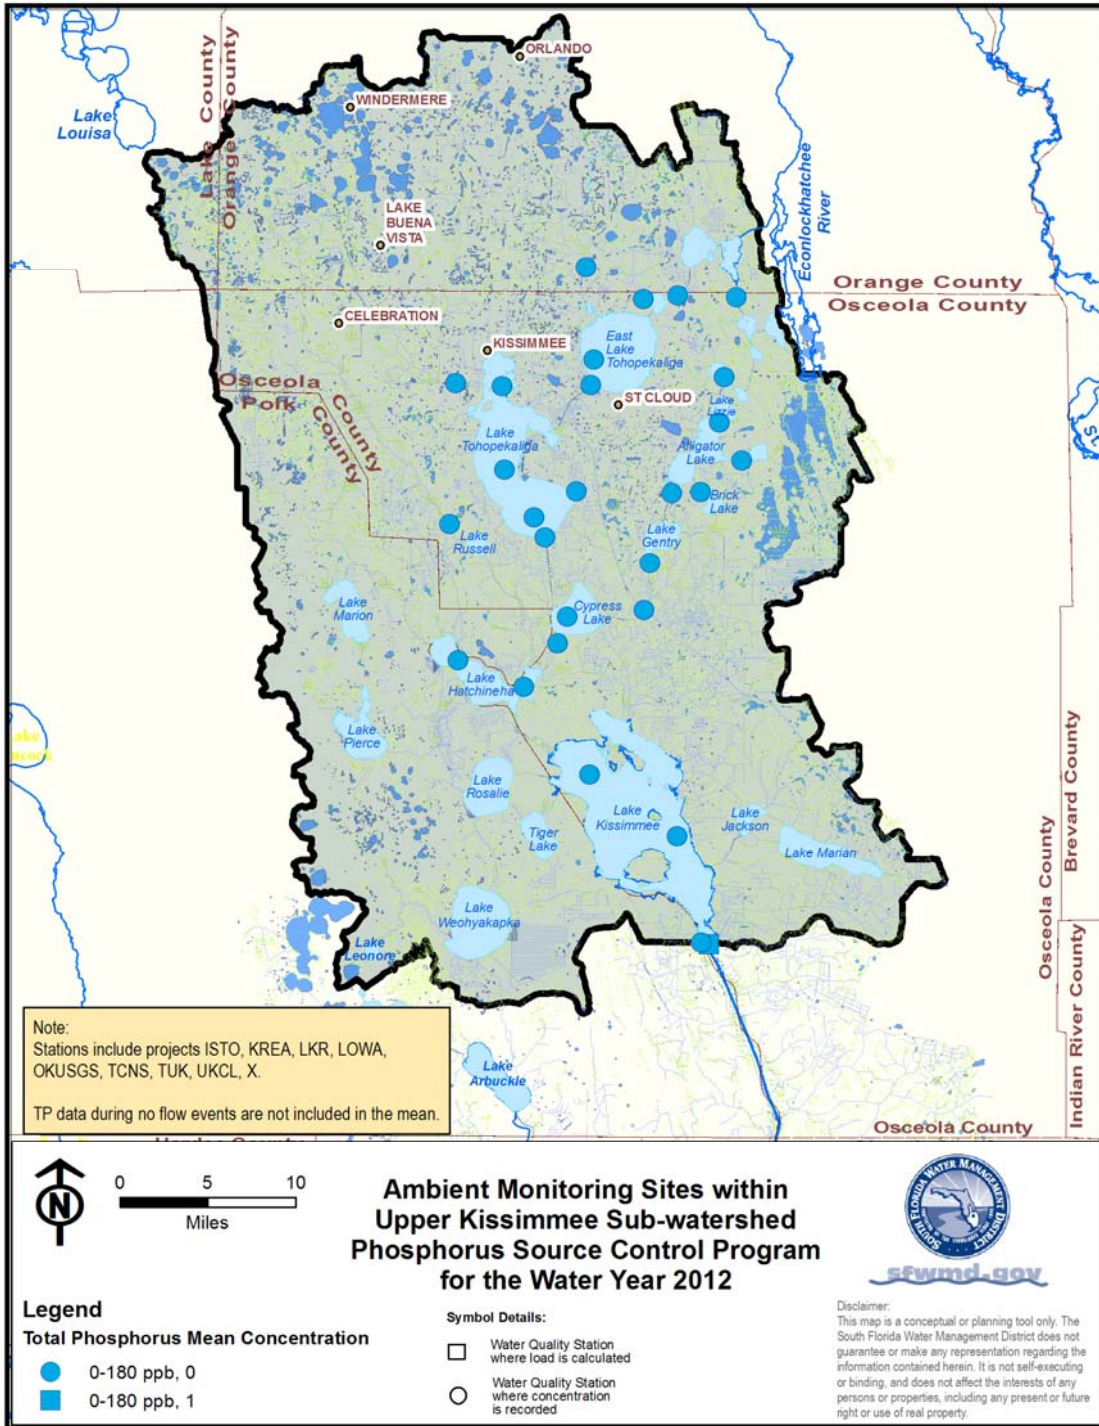 ORLANDO
Lake County
Orange County
WINDERMERE
Lake
Louisa
LAKE
BUENA
VISTA
Econlockhatchee
River
Orange County
Osceola County
CELEBRATION
KISSIMMEE
East
Lake
Tohopekaliga
Osceola
Polk
County
County
ST CLOUD
Lake
Lizzie
Lake
Tohopekaliga
Alligator
Lake
Brick
Lake
Lake
Russell
Lake
Gentry
Lake
Marion
Cypress
Lake
Lake
Hatchineha
Lake
Pierce
Lake
Rosalie
Lake
Kissimmee
Lake
Jackson
Tiger
Lake
Lake Marian
Osceola County
Brevard County
Lake
Weohyakapka
Lake
Leonore
Indian River County
Lake
Arbuckle
Osceola County
Note:
Stations include projects ISTO, KREA, LKR, LOWA,
OKUSGS, TCNS, TUK, UKCL, X.
TP data during no flow events are not included in the mean.
N
0 5 10
Miles
Ambient Monitoring Sites within
Upper Kissimmee Sub-watershed
Phosphorus Source Control Program
for the Water Year 2012
SOUTH FLORIDA WATER MANAGEMENT DISTRICT
sfwmd.gov
Legend
Total Phosphorus Mean Concentration
0-180 ppb, 0
0-180 ppb, 1
Symbol Details:
Water Quality Station
where load is calculated
Water Quality Station
where concentration
is recorded
Disclaimer:
This map is a conceptual or planning tool only. The
South Florida Water Management District does not
guarantee or make any representation regarding the
information contained herein. It is not self-executing
or binding, and does not affect the interests of any
persons or properties, including any present or future
right or use of real property.